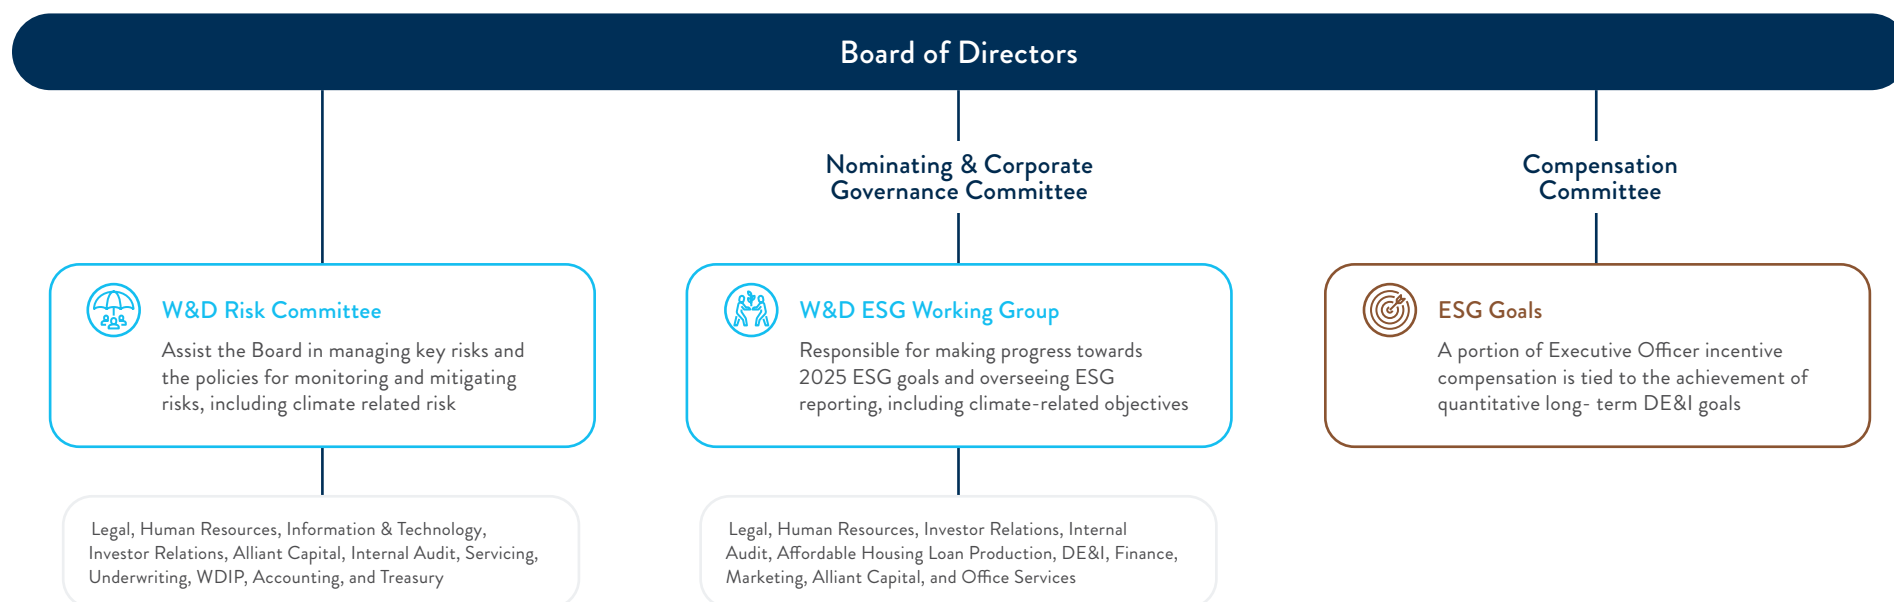 Board of Directors
Nominating & Corporate
Governance Committee
Compensation
Committee
W&D Risk Committee
Assist the Board in managing key risks and
the policies for monitoring and mitigating
risks, including climate related risk
W&D ESG Working Group
Responsible for making progress towards
2025 ESG goals and overseeing ESG
reporting, including climate-related objectives
ESG Goals
A portion of Executive Officer incentive
compensation is tied to the achievement of
quantitative long- term DE&I goals
Legal, Human Resources, Information & Technology,
Investor Relations, Alliant Capital, Internal Audit, Servicing,
Underwriting, WDIP, Accounting, and Treasury
Legal, Human Resources, Investor Relations, Internal
Audit, Affordable Housing Loan Production, DE&I, Finance,
Marketing, Alliant Capital, and Office Services